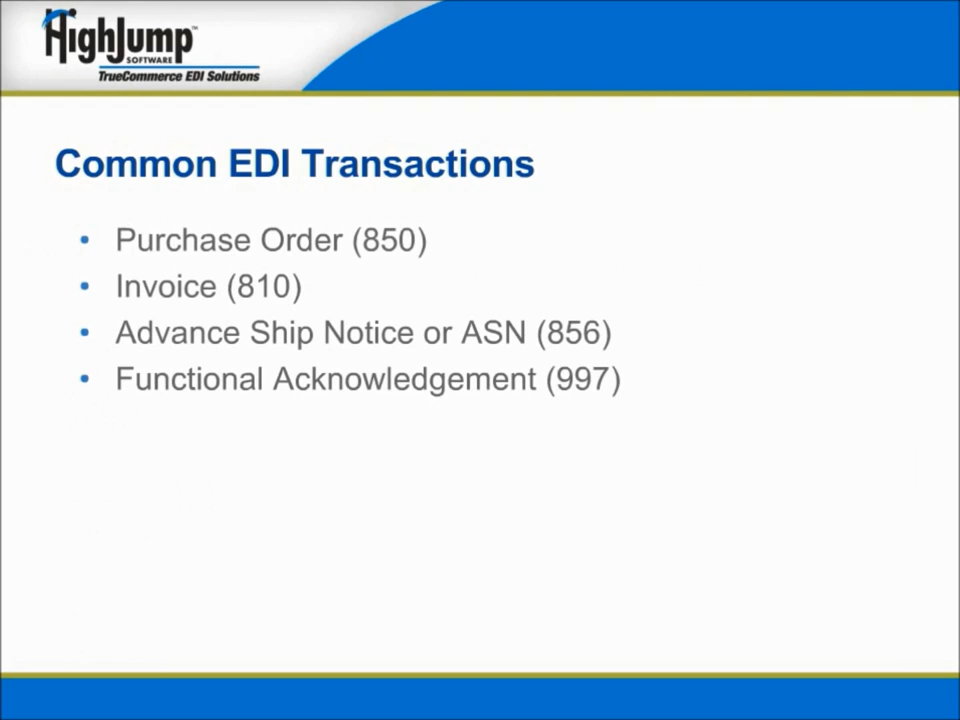 HighJump™
SOFTWARE
TrueCommerce EDI Solutions
Common EDI Transactions
• Purchase Order (850)
• Invoice (810)
• Advance Ship Notice or ASN (856)
• Functional Acknowledgement (997)